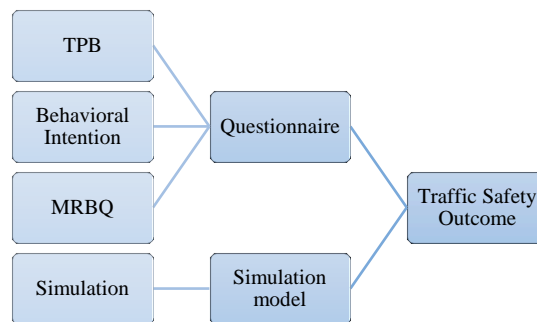 TPB
Behavioral
Intention
MRBQ
Simulation
Questionnaire
Simulation
model
Traffic Safety
Outcome